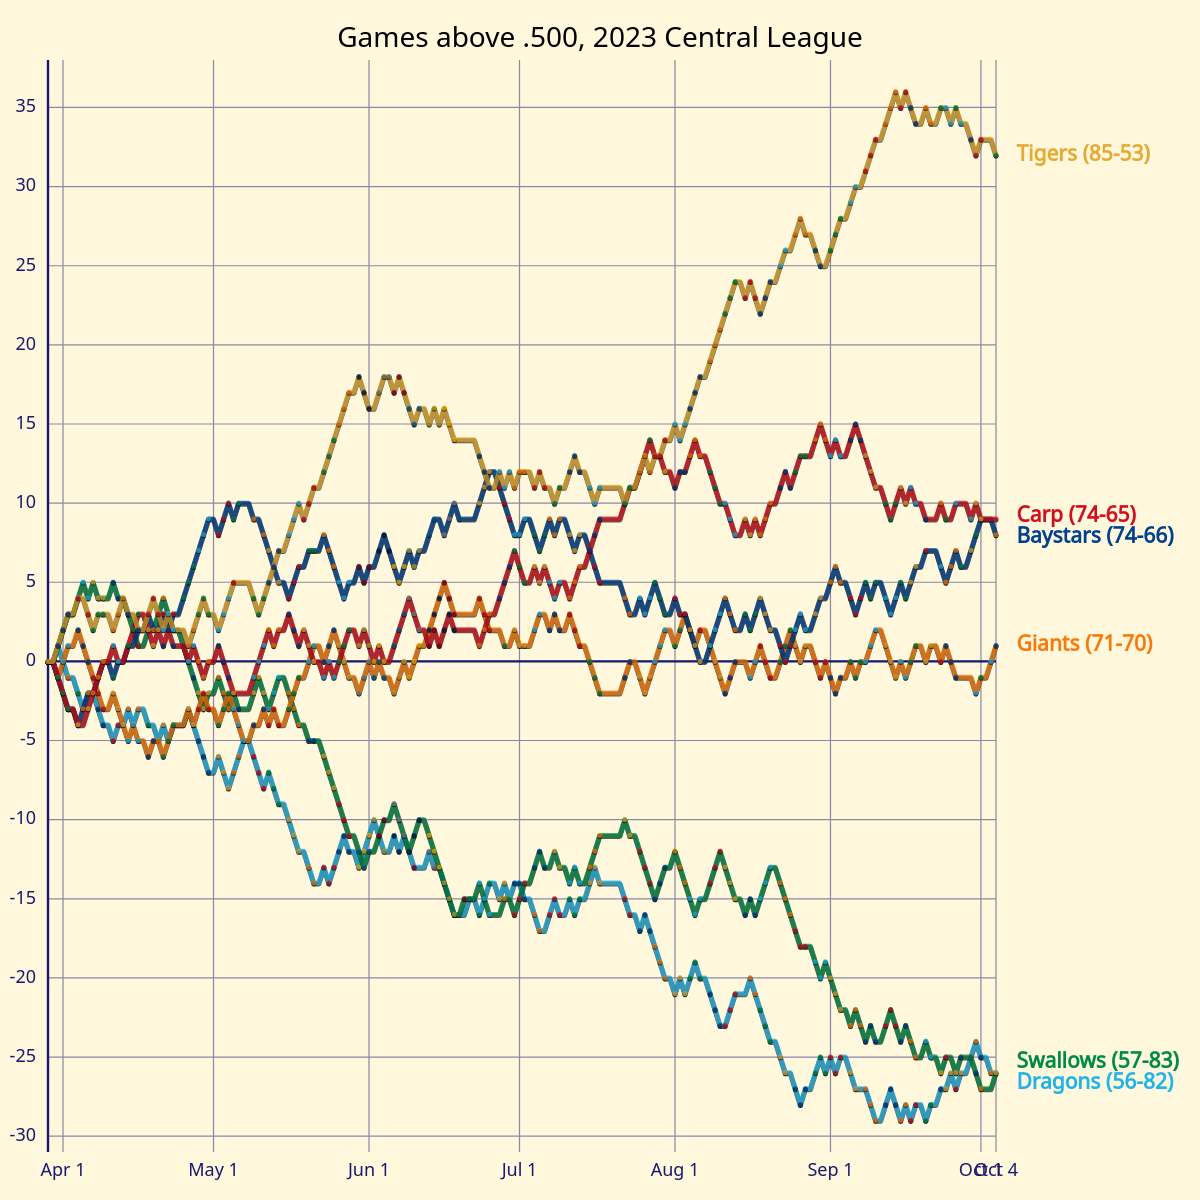 Games above .500, 2023 Central League
35
30
25
20
15
10
5
0
-5
-10
-15
-20
-25
-30
Tigers (85-53)
Carp (74-65)
Baystars (74-66)
Giants (71-70)
Swallows (57-83)
Dragons (56-82)
Apr 1
May 1
Jun 1
Jul 1
Aug 1
Sep 1
Oct 1
Oct 4